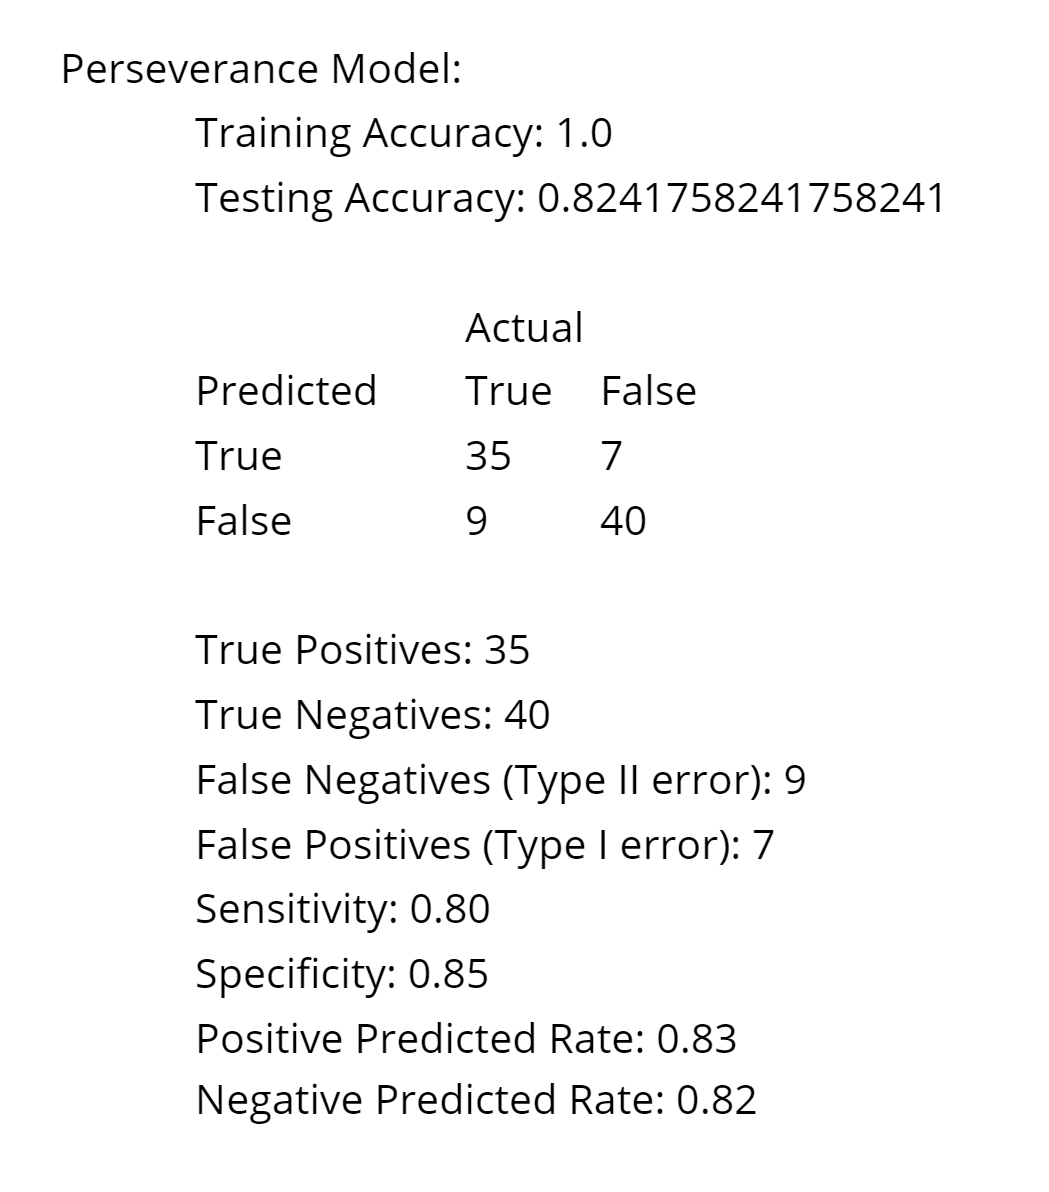 Perseverance Model:
Training Accuracy: 1.0
Testing Accuracy: 0.8241758241758241
Actual
Predicted True False
True 35 7
False 9 40
True Positives: 35
True Negatives: 40
False Negatives (Type II error): 9
False Positives (Type I error): 7
Sensitivity: 0.80
Specificity: 0.85
Positive Predicted Rate: 0.83
Negative Predicted Rate: 0.82